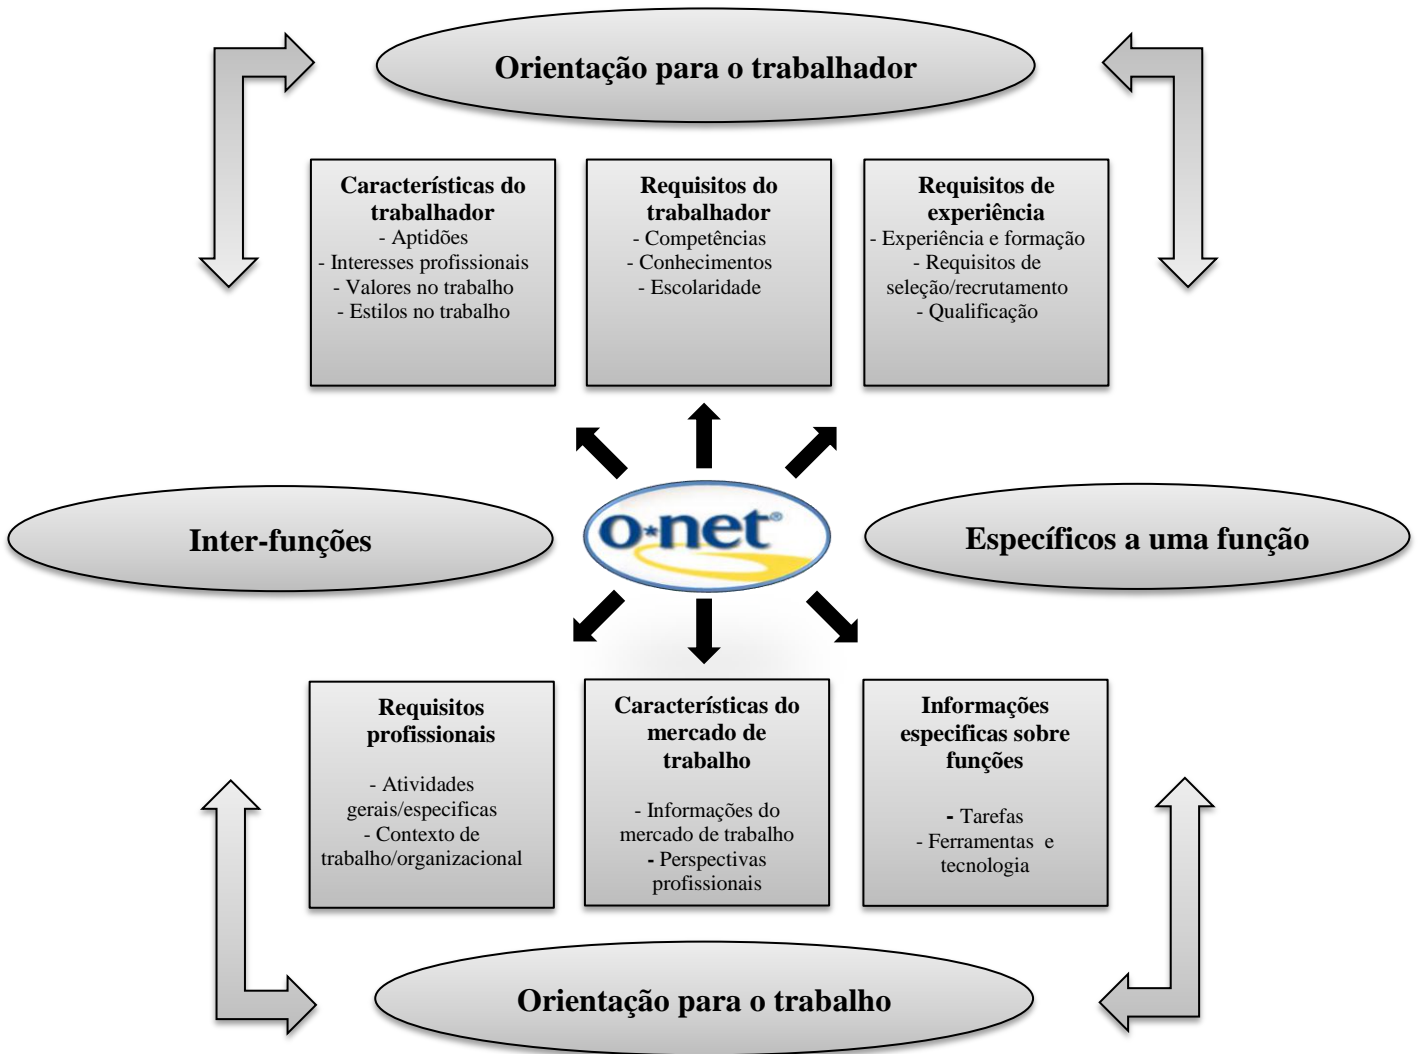 Orientação para o trabalhador
Características do
trabalhador
- Aptidões
- Interesses profissionais
- Valores no trabalho
- Estilos no trabalho
Requisitos do
trabalhador
- Competências
- Conhecimentos
- Escolaridade
Requisitos de
experiência
- Experiência e formação
- Requisitos de
seleção/recrutamento
- Qualificação
Inter-funções
o*net®
Específicos a uma função
Requisitos
profissionais
- Atividades
gerais/especificas
- Contexto de
trabalho/organizacional
Características do
mercado de
trabalho
- Informações do
mercado de trabalho
- Perspectivas
profissionais
Informações
especificas sobre
funções
- Tarefas
- Ferramentas e
tecnologia
Orientação para o trabalho